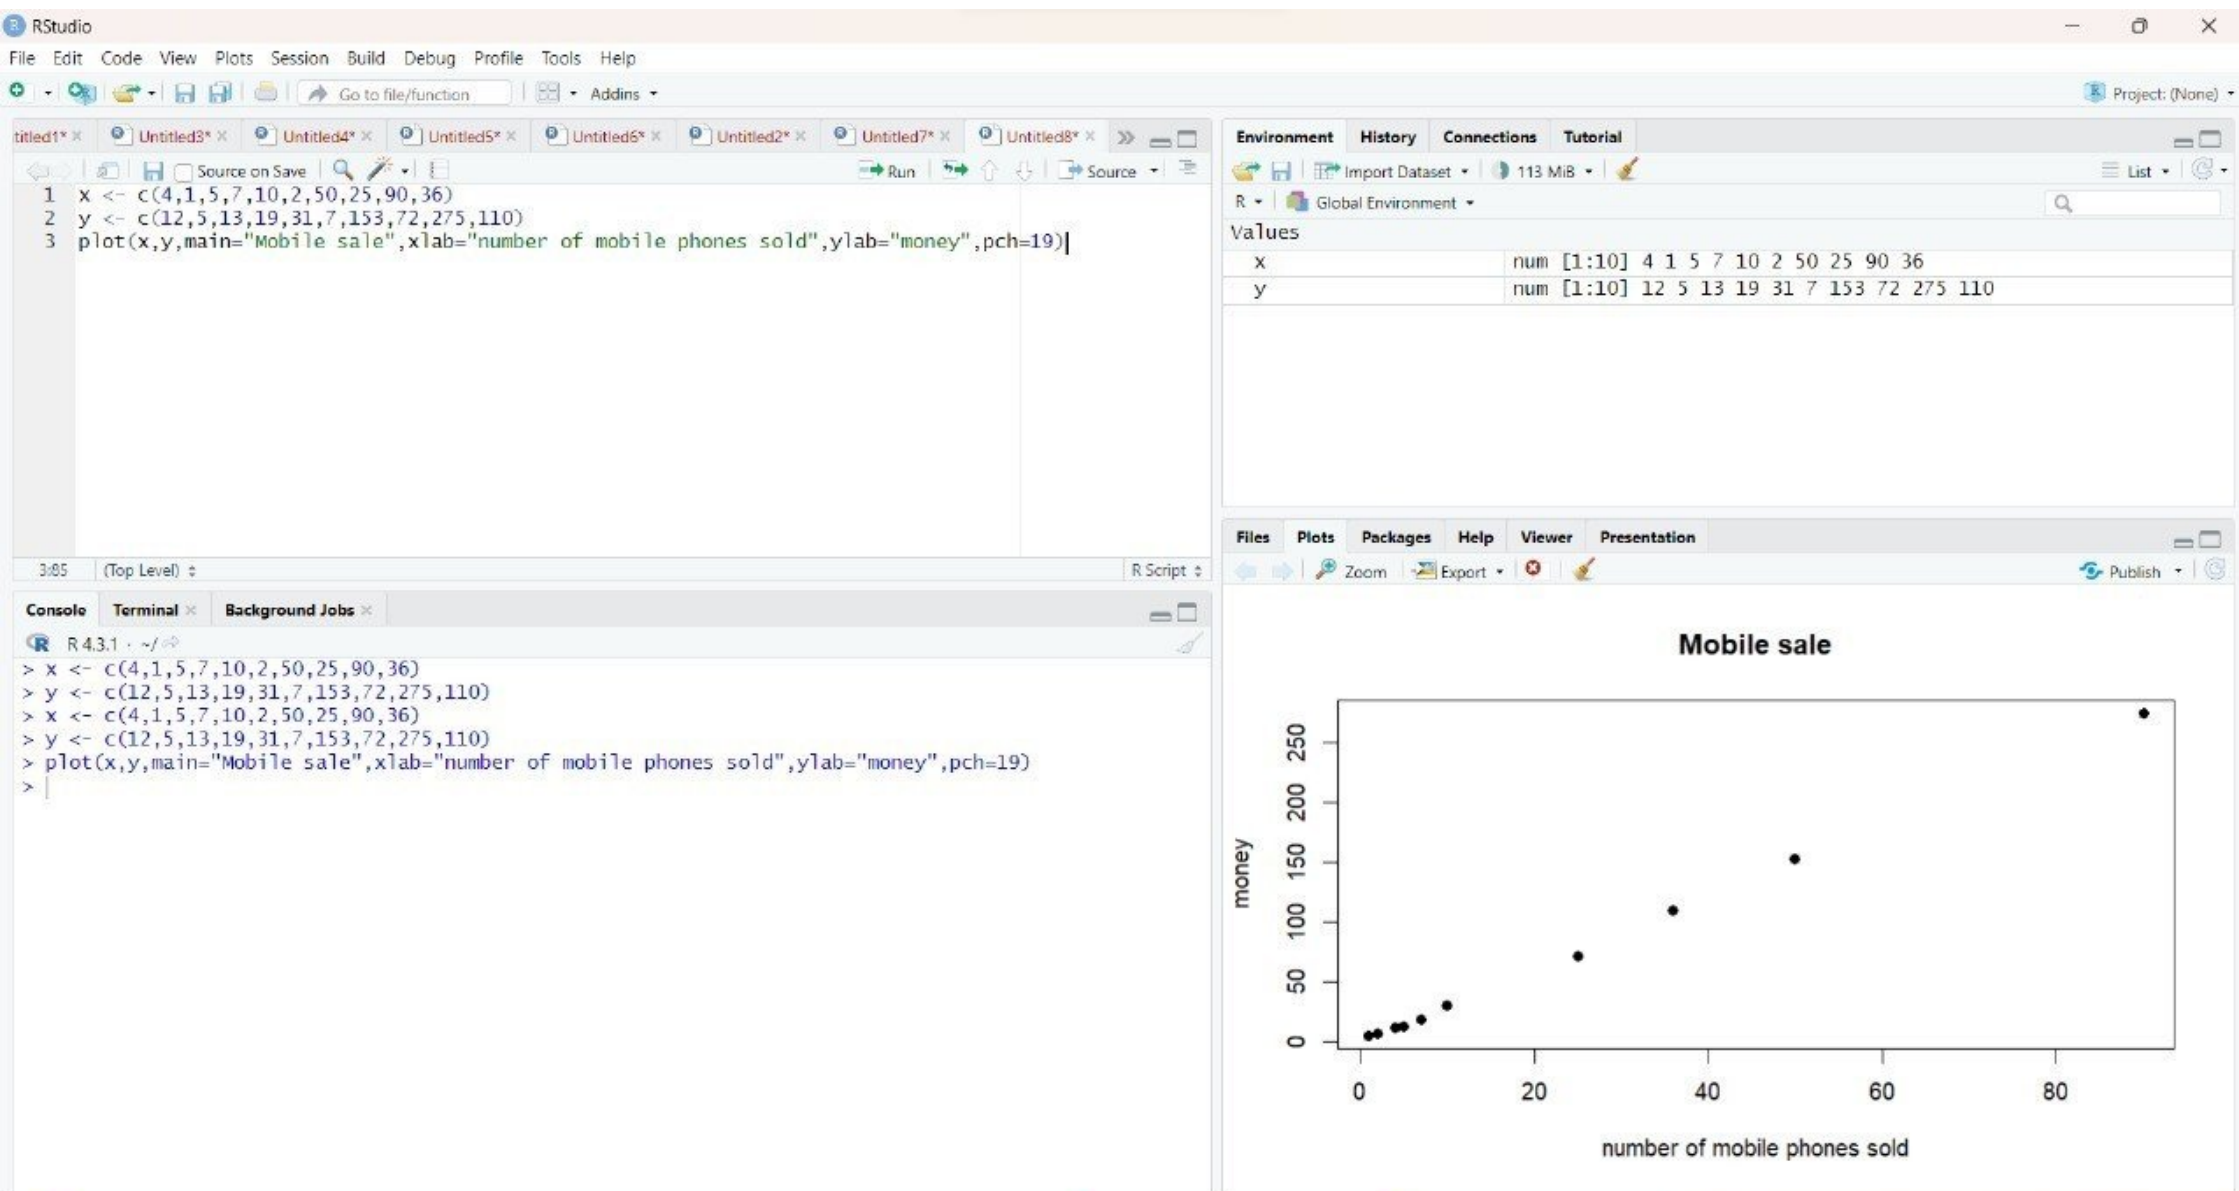 RStudio
File Edit Code View Plots Session Build Debug Profile Tools Help
Go to file/function Addins Project: (None)
titled1* Untitled3* Untitled4* Untitled5* Untitled6* Untitled2* Untitled7* Untitled8*
Source on Save Run Source
1 x <- c(4,1,5,7,10,2,50,25,90,36)
2 y <- c(12,5,13,19,31,7,153,72,275,110)
3 plot(x,y,main="Mobile sale",xlab="number of mobile phones sold",ylab="money",pch=19)
3:85 (Top Level) R Script
Console Terminal Background Jobs
R 4.3.1 · ~/
> x <- c(4,1,5,7,10,2,50,25,90,36)
> y <- c(12,5,13,19,31,7,153,72,275,110)
> x <- c(4,1,5,7,10,2,50,25,90,36)
> y <- c(12,5,13,19,31,7,153,72,275,110)
> plot(x,y,main="Mobile sale",xlab="number of mobile phones sold",ylab="money",pch=19)
>
Environment History Connections Tutorial
Import Dataset 113 MiB List
R Global Environment
Values
x num [1:10] 4 1 5 7 10 2 50 25 90 36
y num [1:10] 12 5 13 19 31 7 153 72 275 110
Files Plots Packages Help Viewer Presentation
Zoom Export Publish
Mobile sale
250
200
150
100
50
0
money
0 20 40 60 80
number of mobile phones sold